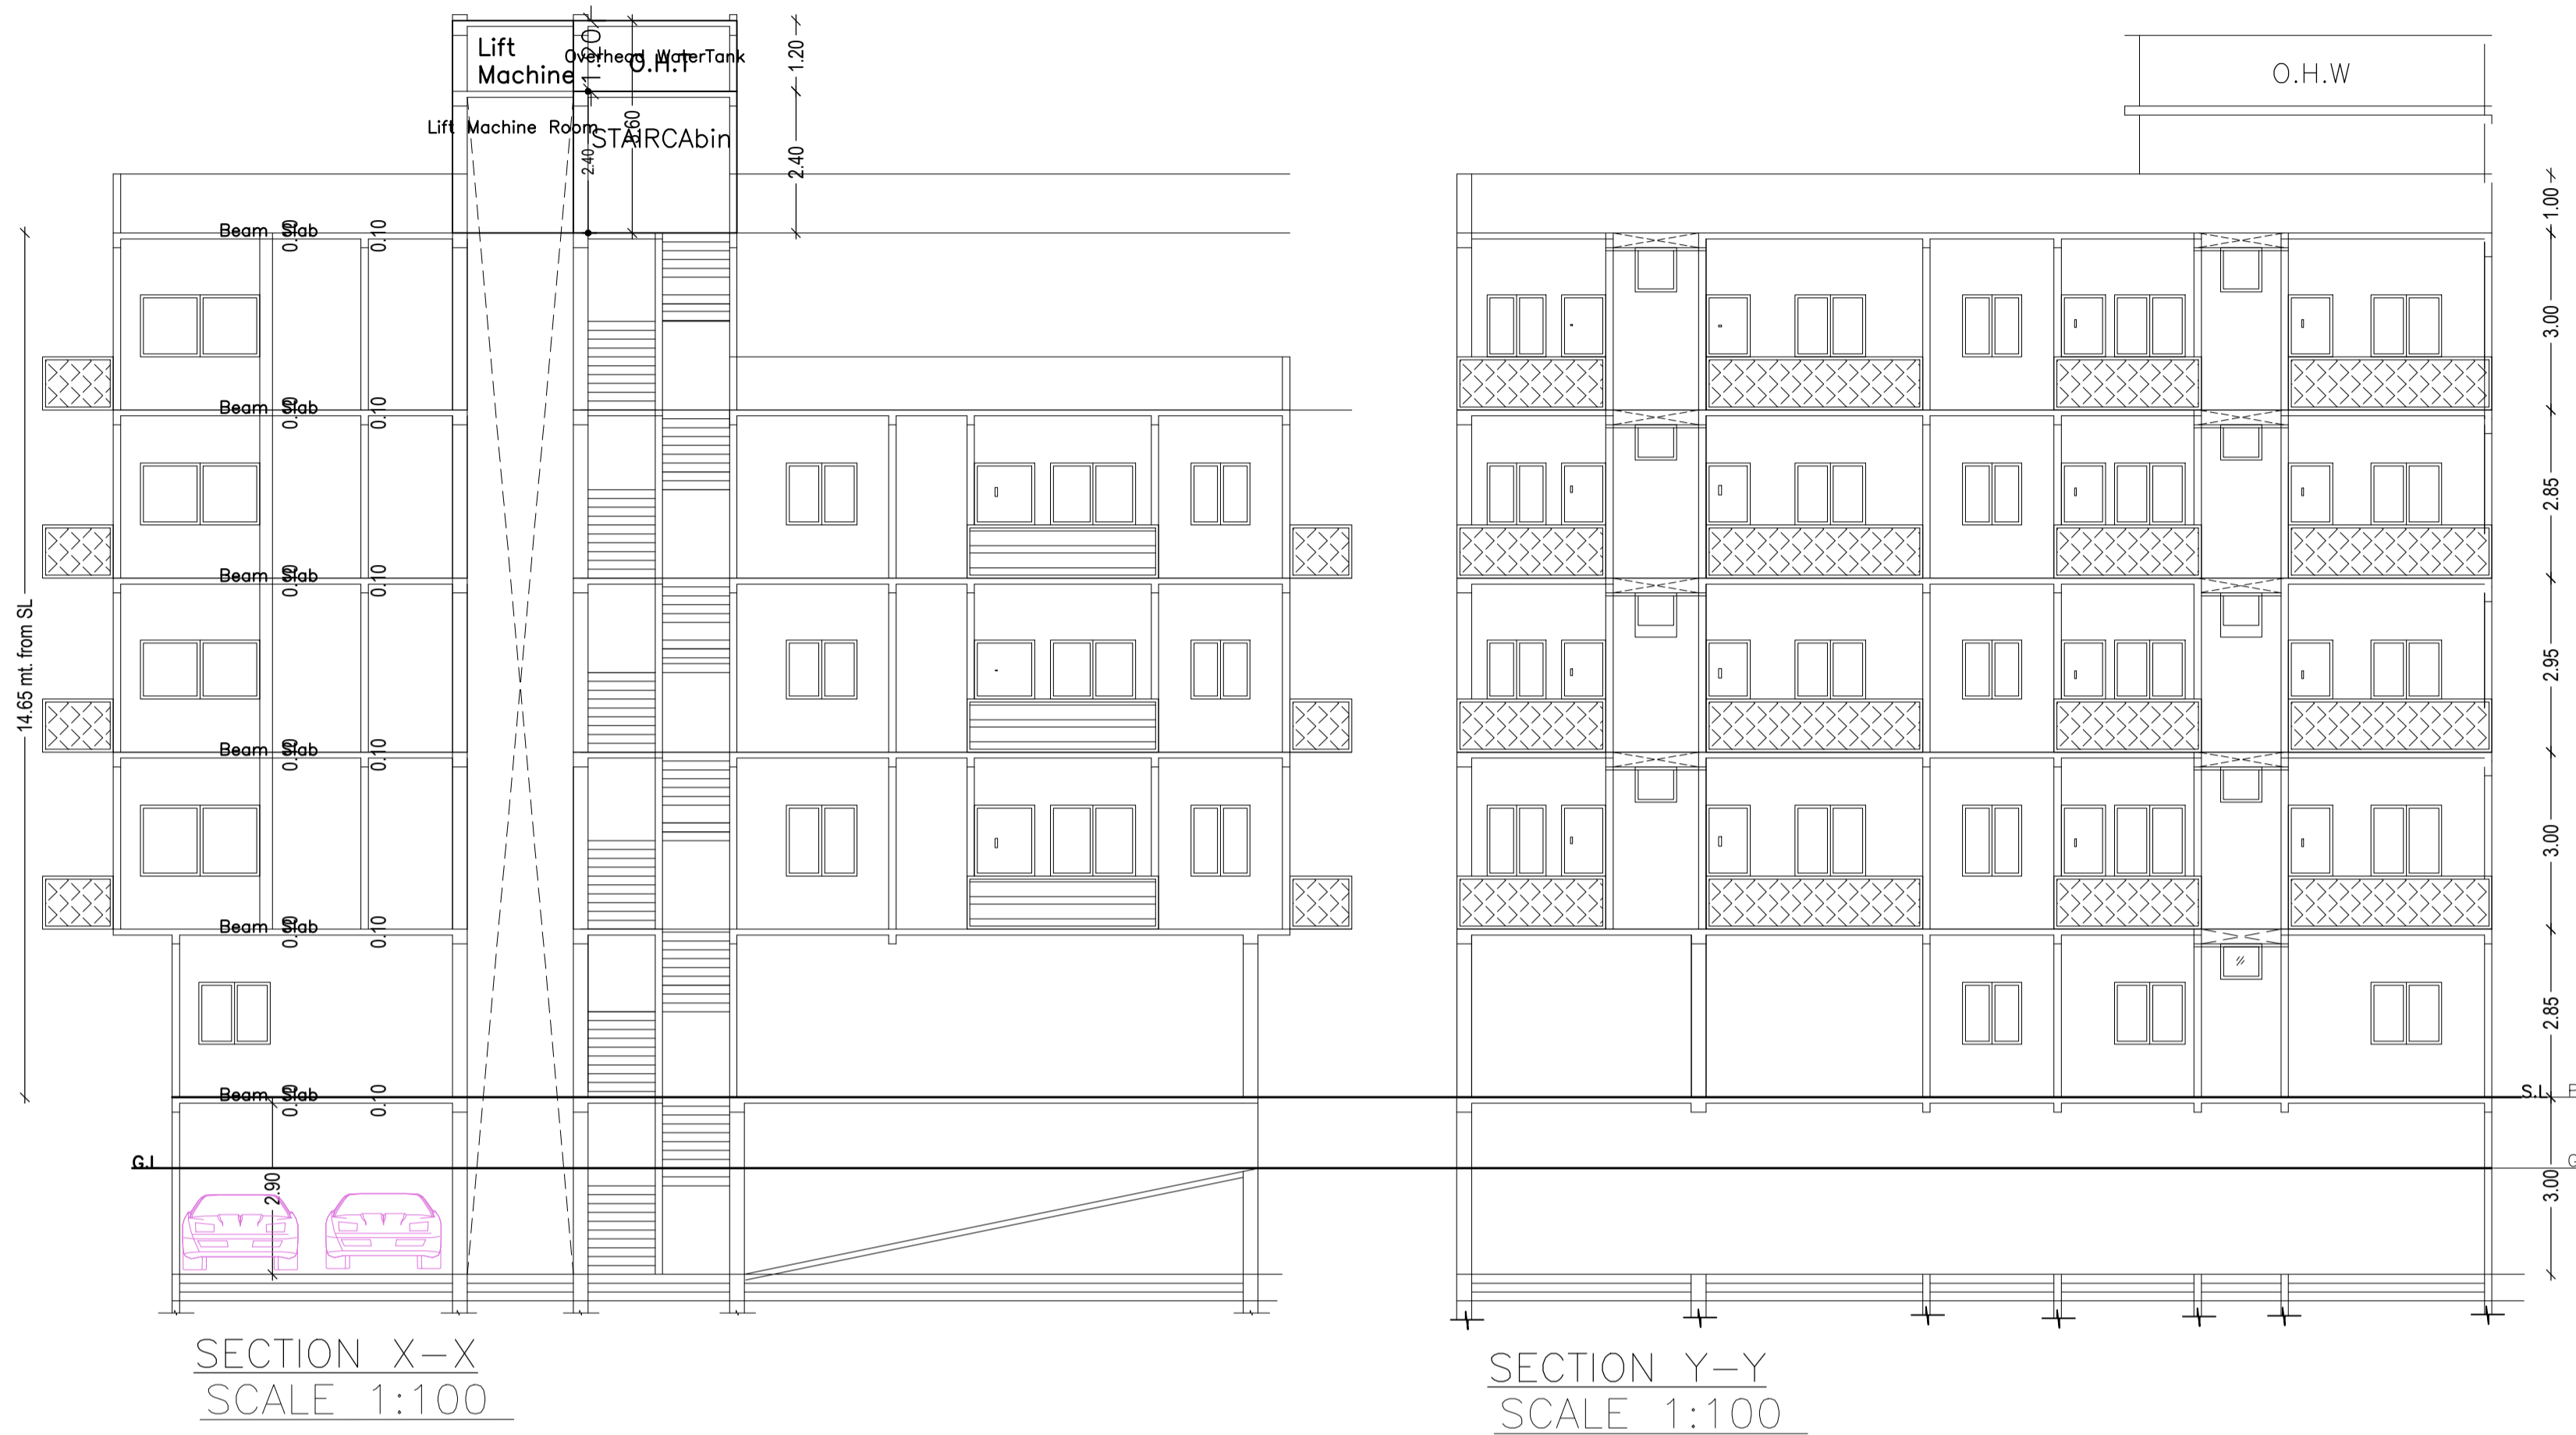 Lift
Machine
Overhead WaterTank
O.H.T
1.20
1.20
Lift Machine Room
STAIRCAbin
2.40
3.60
2.40
O.H.W
1.00
Beam Slab
0.10
Beam Slab
0.10
Beam Slab
0.10
Beam Slab
0.10
Beam Slab
0.10
Beam Slab
0.10
14.65 mt. from SL
3.00
2.85
2.95
3.00
2.85
3.00
S.L
G.L
2.90
SECTION X-X
SCALE 1:100
SECTION Y-Y
SCALE 1:100